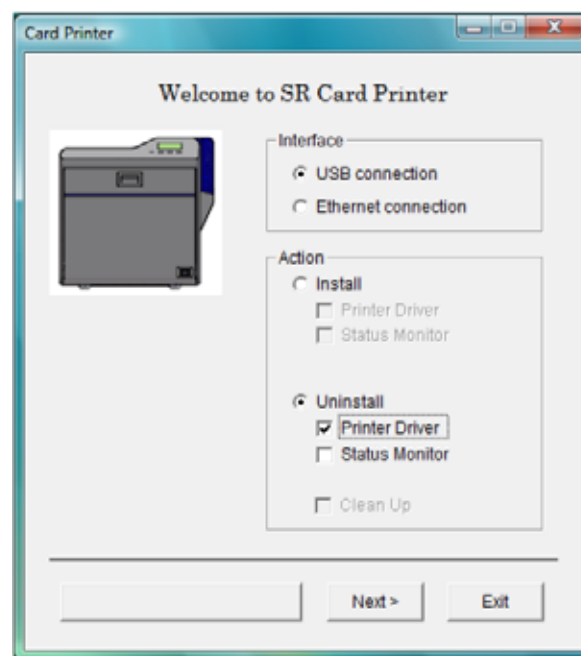 Card Printer
Welcome to SR Card Printer
Interface
USB connection
Ethernet connection
Action
Install
Printer Driver
Status Monitor
Uninstall
Printer Driver
Status Monitor
Clean Up
Next >
Exit